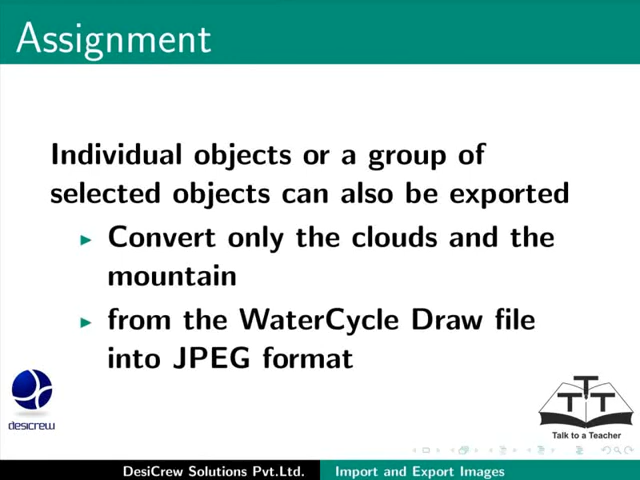 Assignment
Individual objects or a group of
selected objects can also be exported
Convert only the clouds and the
mountain
from the WaterCycle Draw file
into JPEG format
desicrew
TTT
Talk to a Teacher
DesiCrew Solutions Pvt.Ltd.
Import and Export Images